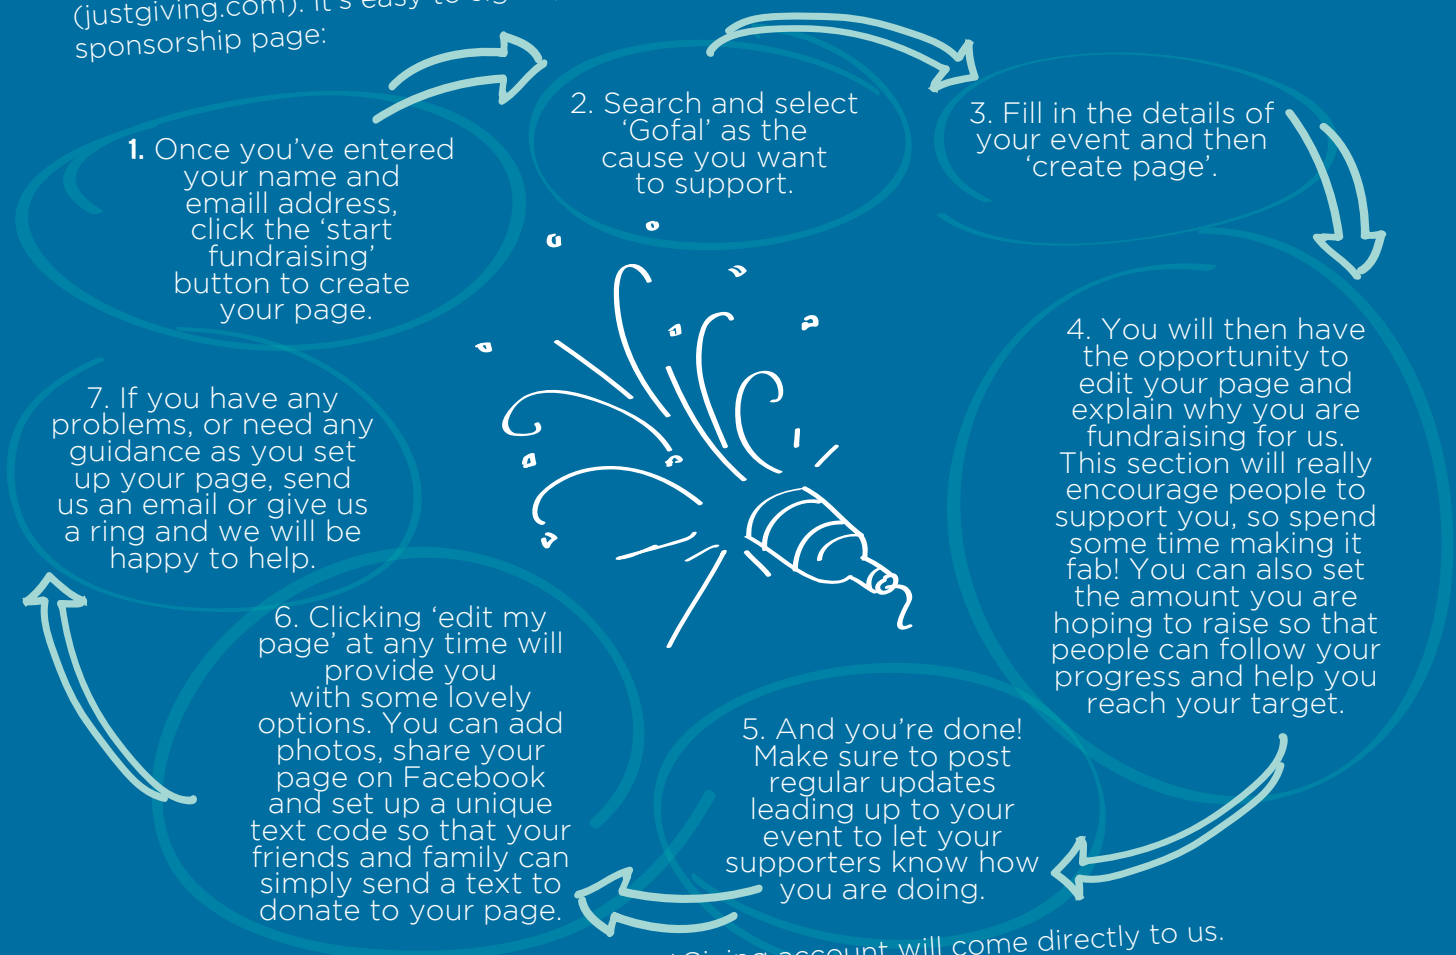 (justgiving.com). It's easy to
sponsorship page:
1. Once you've entered
your name and
emaill address,
click the 'start
fundraising'
button to create
your page.
2. Search and select
'Gofal' as the
cause you want
to support.
3. Fill in the details of
your event and then
'create page'.
4. You will then have
the opportunity to
edit your page and
explain why you are
fundraising for us.
This section will really
encourage people to
support you, so spend
some time making it
fab! You can also set
the amount you are
hoping to raise so that
people can follow your
progress and help you
reach your target.
5. And you're done!
Make sure to post
regular updates
leading up to your
event to let your
supporters know how
you are doing.
6. Clicking 'edit my
page' at any time will
provide you
with some lovely
options. You can add
photos, share your
page on Facebook
and set up a unique
text code so that your
friends and family can
simply send a text to
donate to your page.
7. If you have any
problems, or need any
guidance as you set
up your page, send
us an email or give us
a ring and we will be
happy to help.
account will come directly to us.